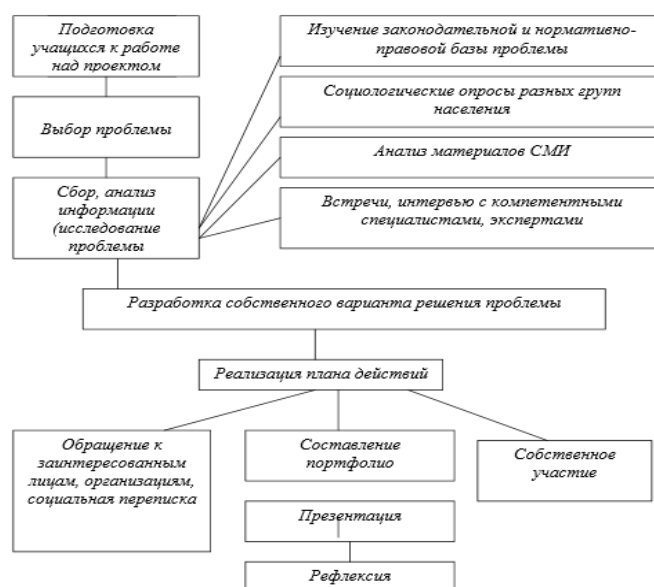 Подготовка
учащихся к работе
над проектом
Изучение законодательной и нормативно-
правовой базы проблемы
Социологические опросы разных групп
населения
Выбор проблемы
Анализ материалов СМИ
Сбор, анализ
информации
(исследование
проблемы
Встречи, интервью с компетентными
специалистами, экспертами
Разработка собственного варианта решения проблемы
Реализация плана действий
Обращение к
заинтересованным
лицам, организациям,
социальная переписка
Составление
портфолио
Собственное
участие
Презентация
Рефлексия